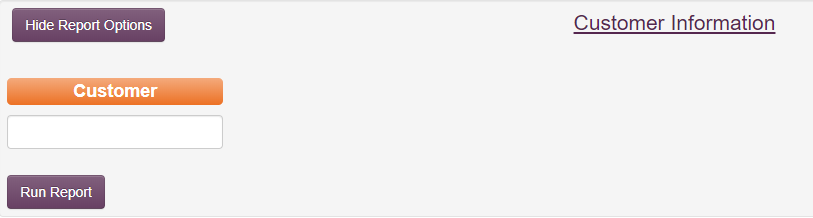 Hide Report Options
Customer Information
Customer
Run Report